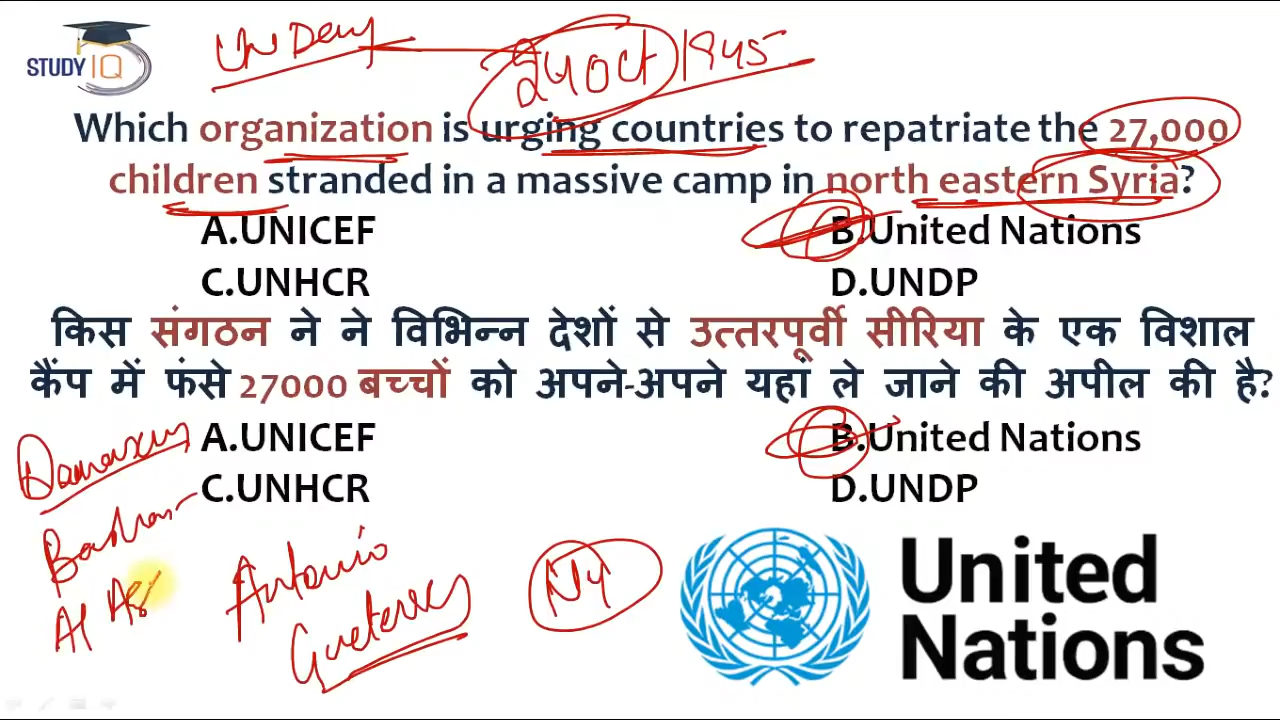 STUDY IQ
UN Day 24 Oct 1945
Which organization is urging countries to repatriate the 27,000
children stranded in a massive camp in north eastern Syria?
A.UNICEF B.United Nations
C.UNHCR D.UNDP
किस संगठन ने ने विभिन्न देशों से उत्तरपूर्वी सीरिया के एक विशाल
कैंप में फंसे 27000 बच्चों को अपने-अपने यहां ले जाने की अपील की है?
A.UNICEF B.United Nations
C.UNHCR D.UNDP
Damascus
Bashar
Al As
Antonio
Guterres
NY
United
Nations